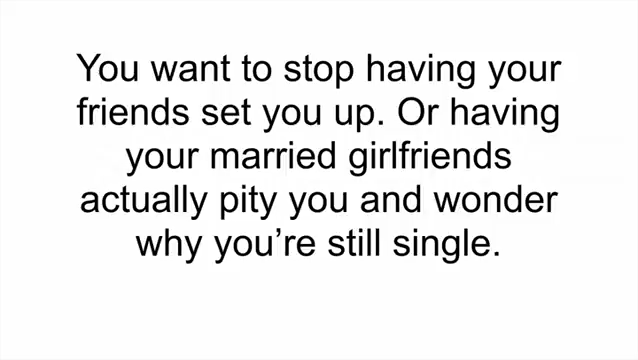 You want to stop having your
friends set you up. Or having
your married girlfriends
actually pity you and wonder
why you’re still single.